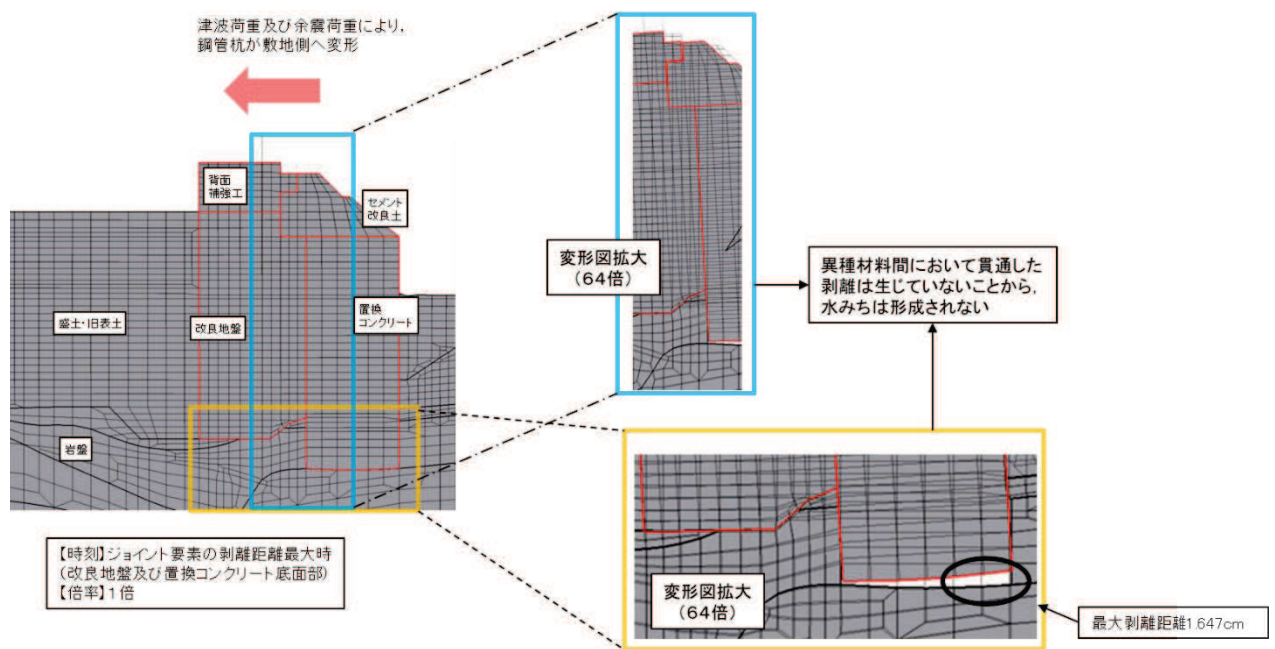 津波荷重及び余震荷重により,
鋼管杭が敷地側へ変形
背面
補強工
セメント
改良土
盛土・旧表土
改良地盤
置換
コンクリート
岩盤
【時刻】ジョイント要素の剥離距離最大時
(改良地盤及び置換コンクリート底面部)
【倍率】1倍
変形図拡大
(64倍)
異種材料間において貫通した
剥離は生じていないことから,
水みちは形成されない
変形図拡大
(64倍)
最大剥離距離1.647cm